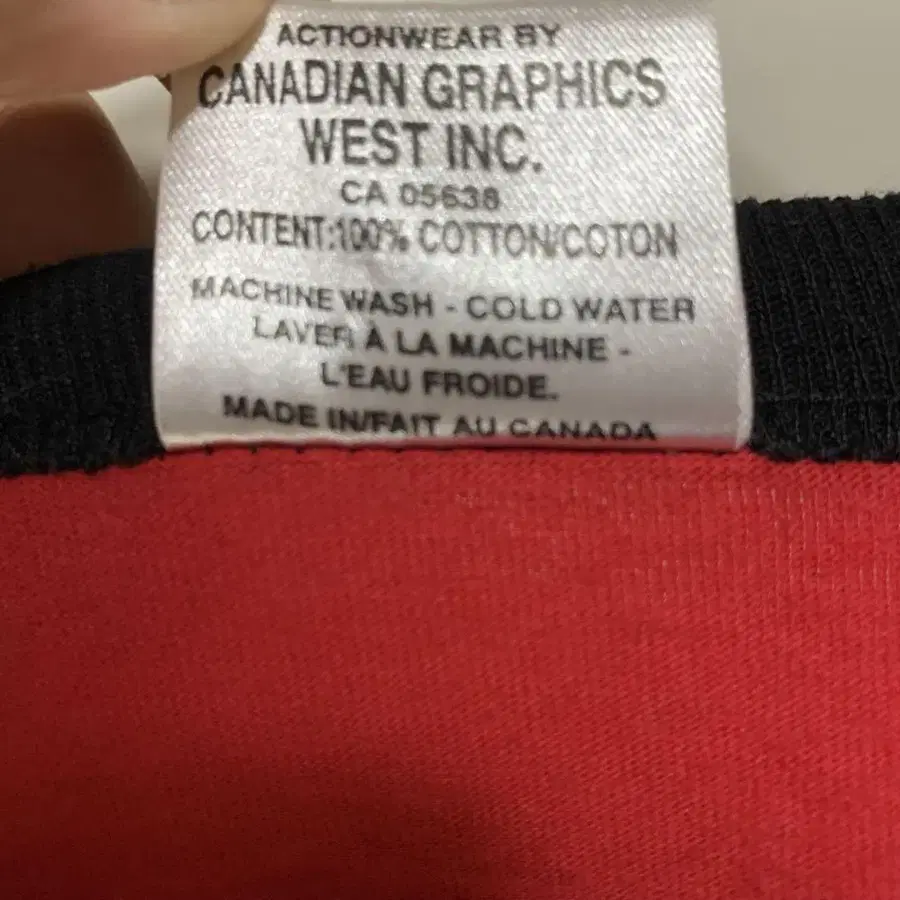 ACTIONWEAR BY
CANADIAN GRAPHICS
WEST INC.
CA 05638
CONTENT:100% COTTON/COTON
MACHINE WASH - COLD WATER
LAVER À LA MACHINE -
L'EAU FROIDE.
MADE IN/FAIT AU CANADA